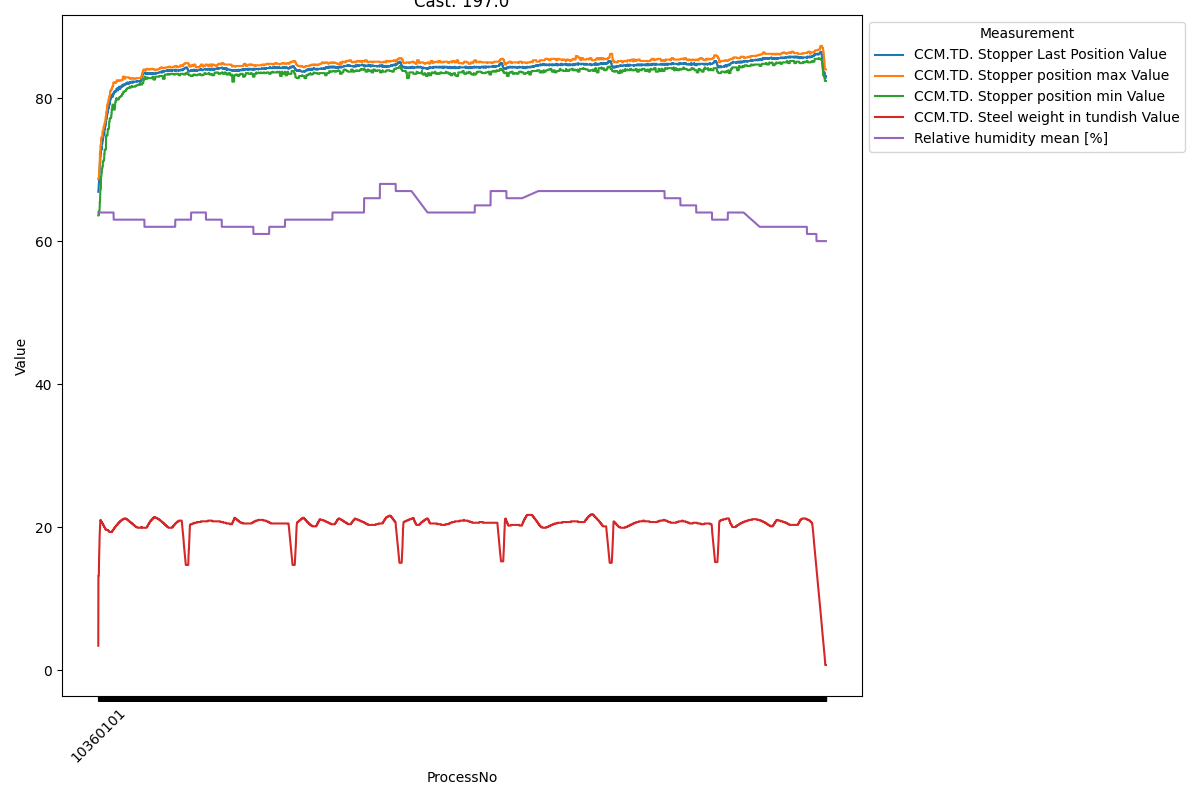 Cast: 197.0
Measurement
CCM.TD. Stopper Last Position Value
CCM.TD. Stopper position max Value
CCM.TD. Stopper position min Value
CCM.TD. Steel weight in tundish Value
Relative humidity mean [%]
Value
80
60
40
20
0
10360101
ProcessNo